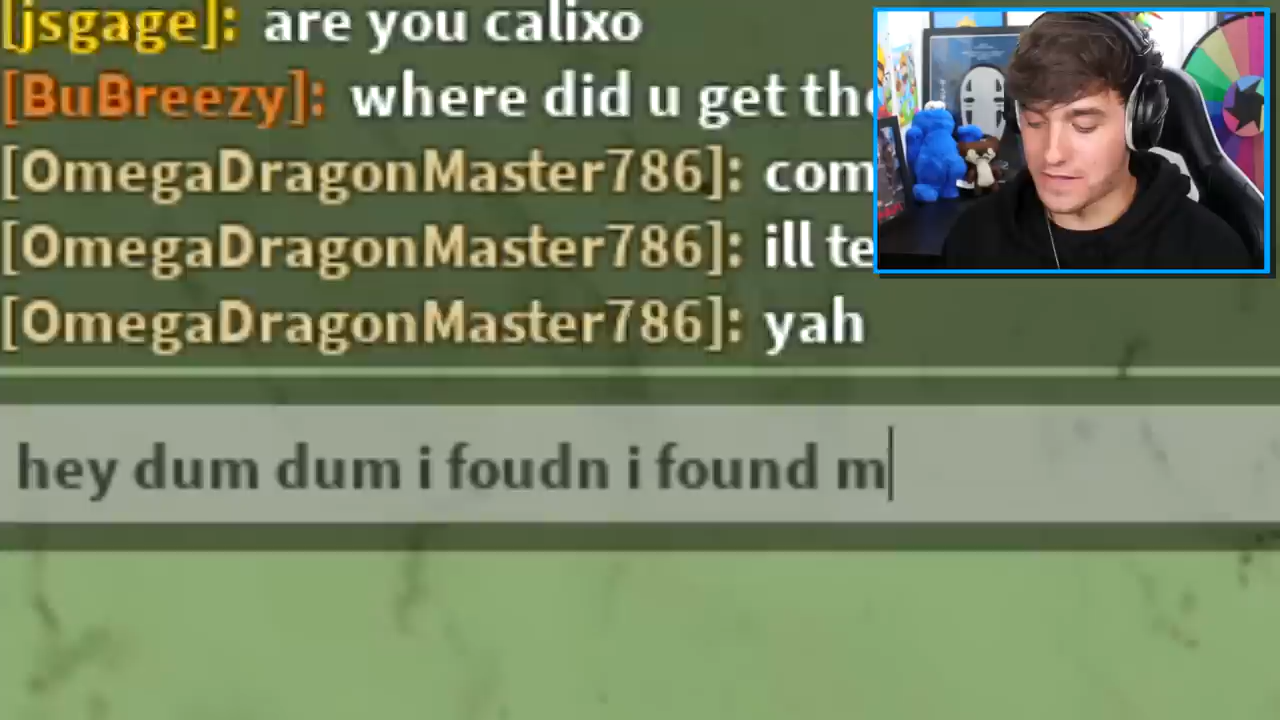 [jsgage]: are you calixo
[BuBreezy]: where did u get the
[OmegaDragonMaster786]: com
[OmegaDragonMaster786]: ill te
[OmegaDragonMaster786]: yah
hey dum dum i foudn i found m